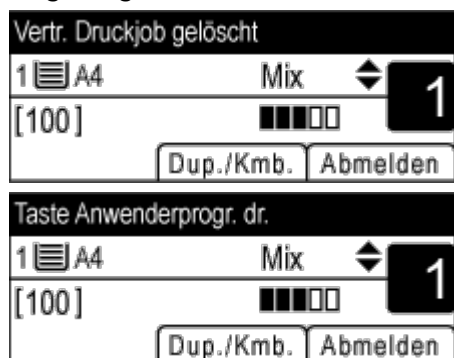 Vertr. Druckjob gelöscht
1 A4 Mix 1
[100]
Dup./Kmb. Abmelden
Taste Anwenderprogr. dr.
1 A4 Mix 1
[100]
Dup./Kmb. Abmelden